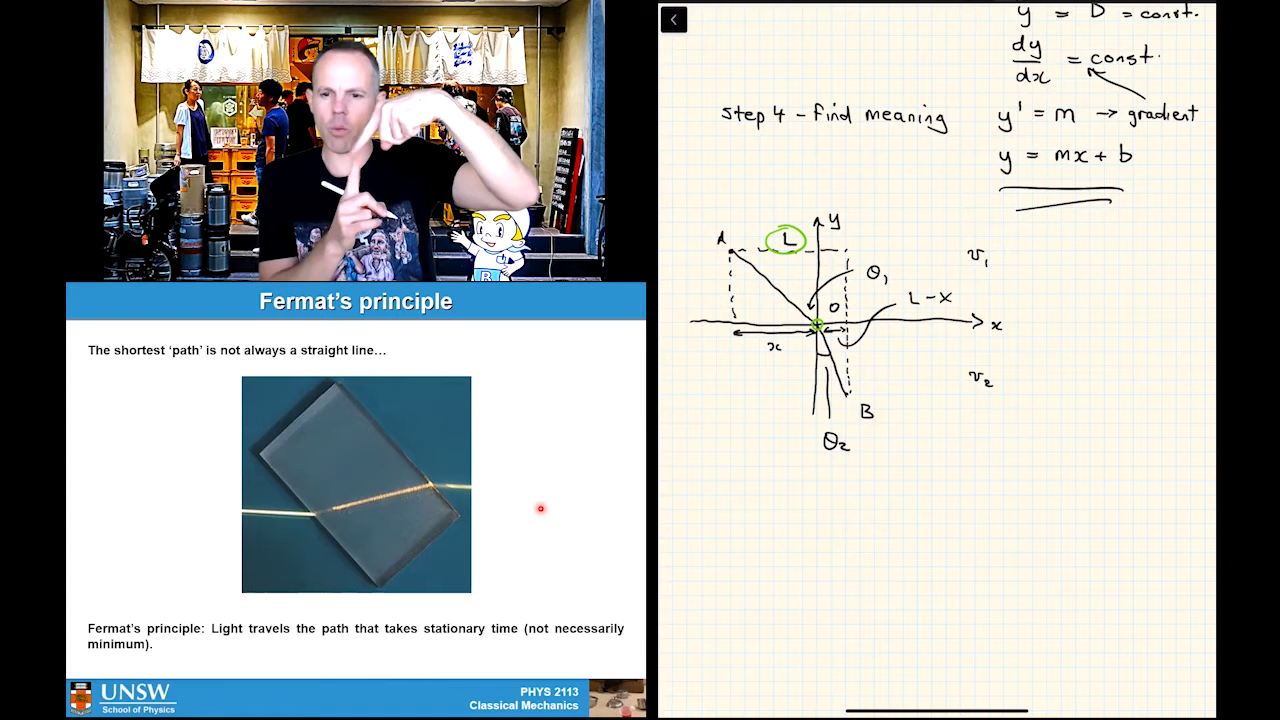 Fermat's principle
The shortest 'path' is not always a straight line…
Fermat's principle: Light travels the path that takes stationary time (not necessarily
minimum).
UNSW
School of Physics
PHYS 2113
Classical Mechanics
B
y = D = const.
dy/dx = const.
step 4 - find meaning
y' = m → gradient
y = mx + b
y
A
L
v₁
θ₁
O
L-x
x
x
v₂
B
θ₂